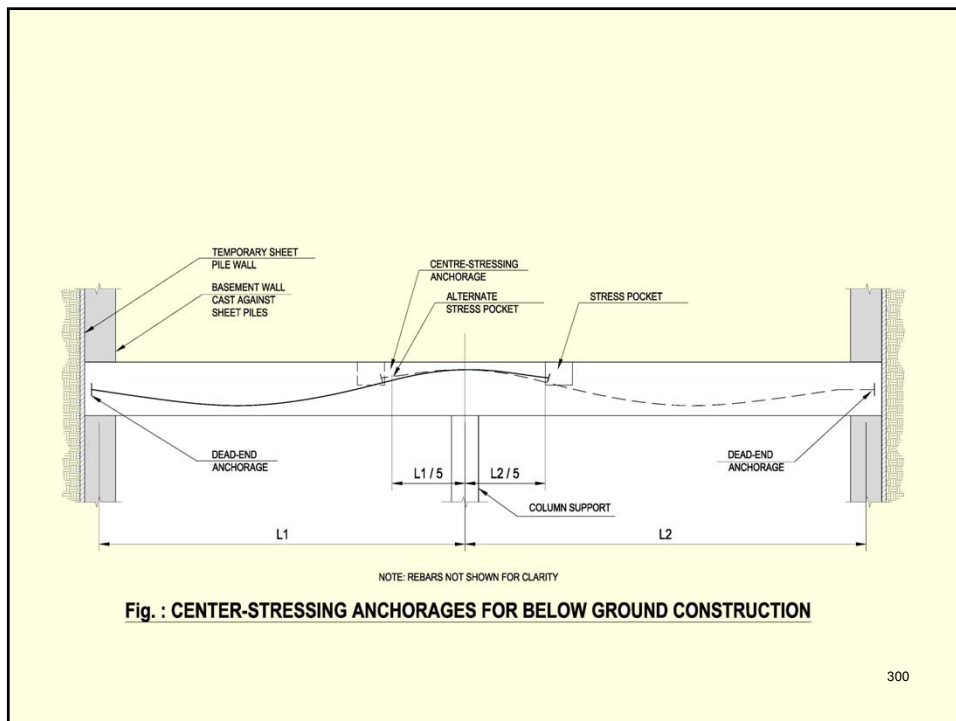 TEMPORARY SHEET
PILE WALL
BASEMENT WALL
CAST AGAINST
SHEET PILES
CENTRE-STRESSING
ANCHORAGE
ALTERNATE
STRESS POCKET
STRESS POCKET
DEAD-END
ANCHORAGE
L1 / 5
L2 / 5
DEAD-END
ANCHORAGE
COLUMN SUPPORT
L1
L2
NOTE: REBARS NOT SHOWN FOR CLARITY
Fig. : CENTER-STRESSING ANCHORAGES FOR BELOW GROUND CONSTRUCTION
300